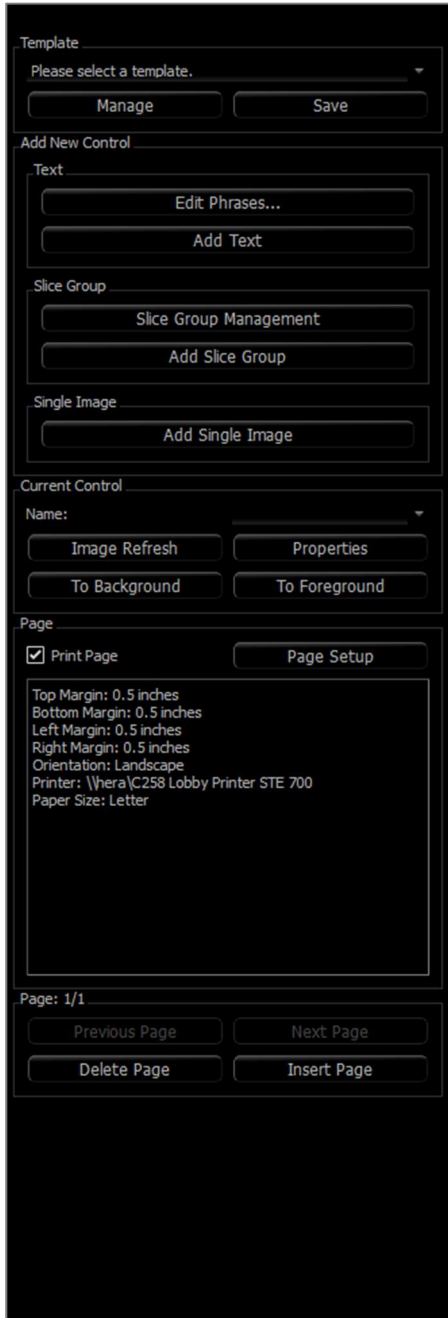 Template
Please select a template.
Manage Save
Add New Control
Text
Edit Phrases...
Add Text
Slice Group
Slice Group Management
Add Slice Group
Single Image
Add Single Image
Current Control
Name:
Image Refresh Properties
To Background To Foreground
Page
Print Page Page Setup
Top Margin: 0.5 inches
Bottom Margin: 0.5 inches
Left Margin: 0.5 inches
Right Margin: 0.5 inches
Orientation: Landscape
Printer: \\hera\C258 Lobby Printer STE 700
Paper Size: Letter
Page: 1/1
Previous Page Next Page
Delete Page Insert Page